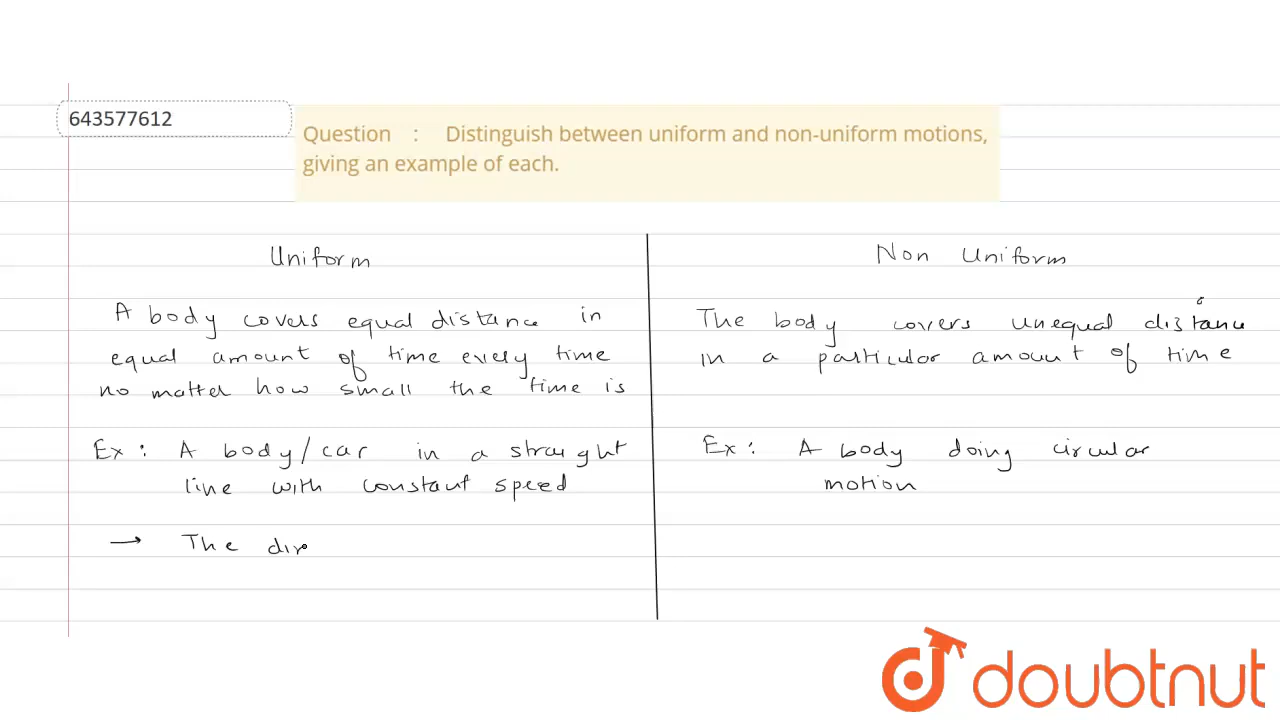 643577612
Question : Distinguish between uniform and non-uniform motions,
giving an example of each.
Uniform
A body covers equal distance in
equal amount of time every time
no matter how small the time is
Ex: A body/car in a straight
line with constant speed
→ The dir
Non Uniform
The body covers unequal distance
in a particular amount of time
Ex: A body doing circular
motion
doubtnut